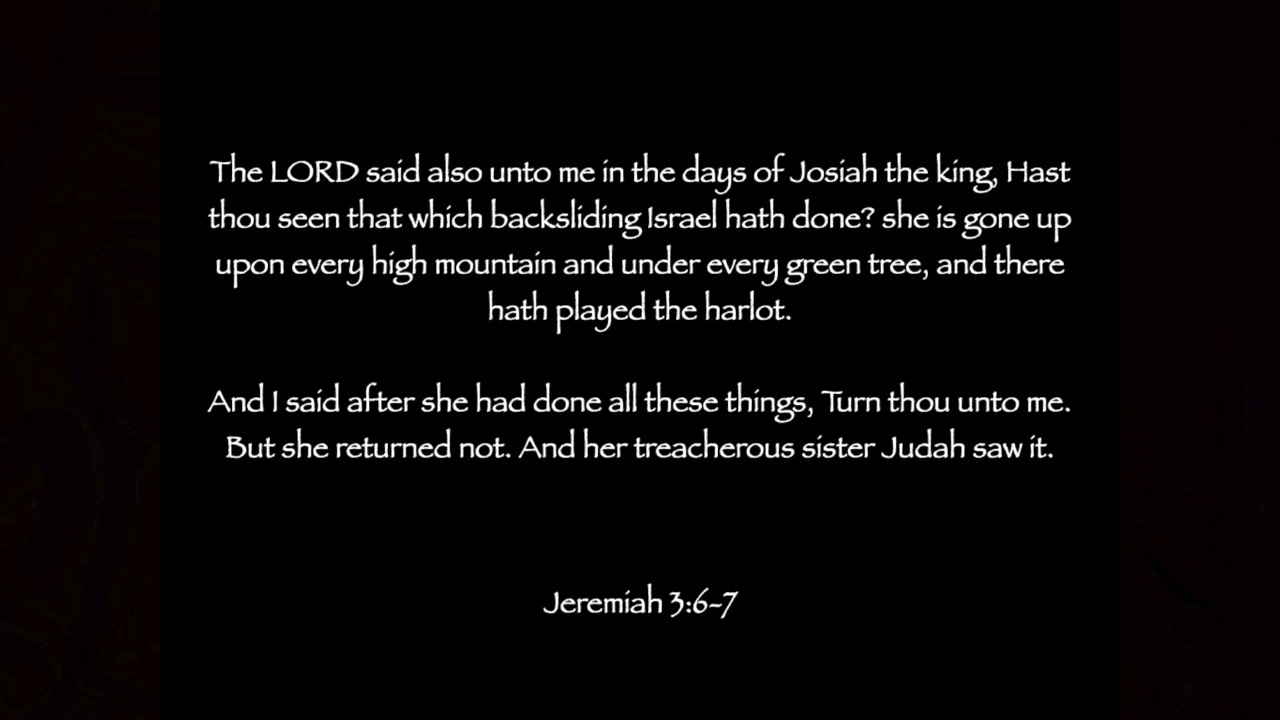 The LORD said also unto me in the days of Josiah the king, Hast
thou seen that which backsliding Israel hath done? she is gone up
upon every high mountain and under every green tree, and there
hath played the harlot.
And I said after she had done all these things, Turn thou unto me.
But she returned not. And her treacherous sister Judah saw it.
Jeremiah 3:6-7